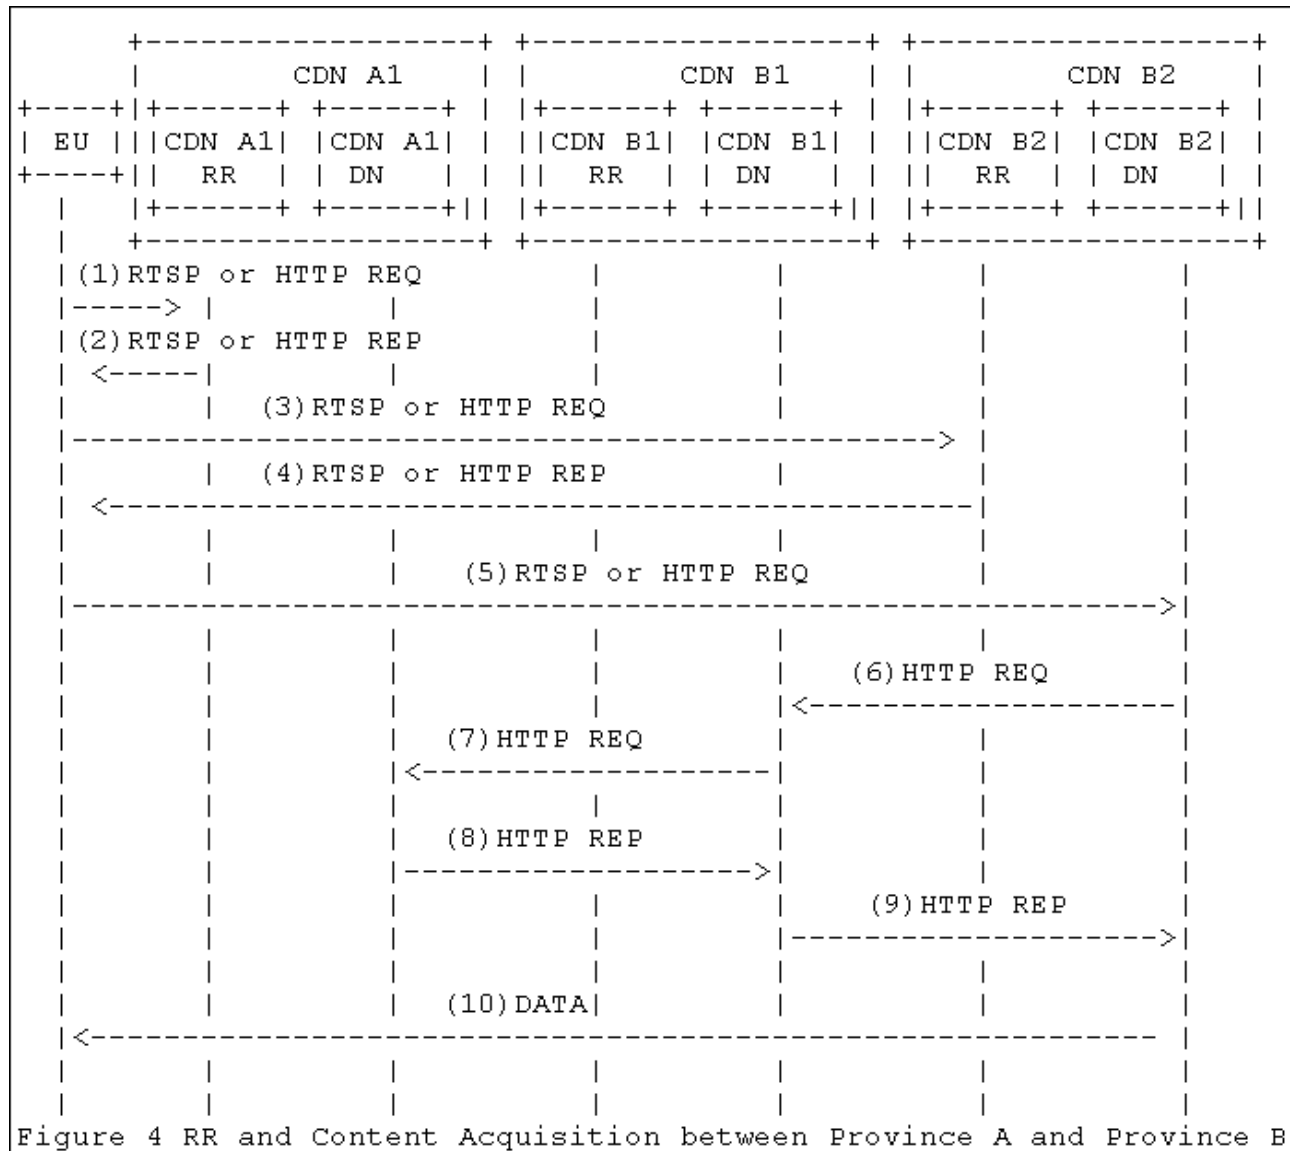 CDN A1 CDN B1 CDN B2
EU CDN A1 CDN A1 CDN B1 CDN B1 CDN B2 CDN B2
RR DN RR DN RR DN
(1)RTSP or HTTP REQ
(2)RTSP or HTTP REP
(3)RTSP or HTTP REQ
(4)RTSP or HTTP REP
(5)RTSP or HTTP REQ
(6)HTTP REQ
(7)HTTP REQ
(8)HTTP REP
(9)HTTP REP
(10)DATA
Figure 4 RR and Content Acquisition between Province A and Province B